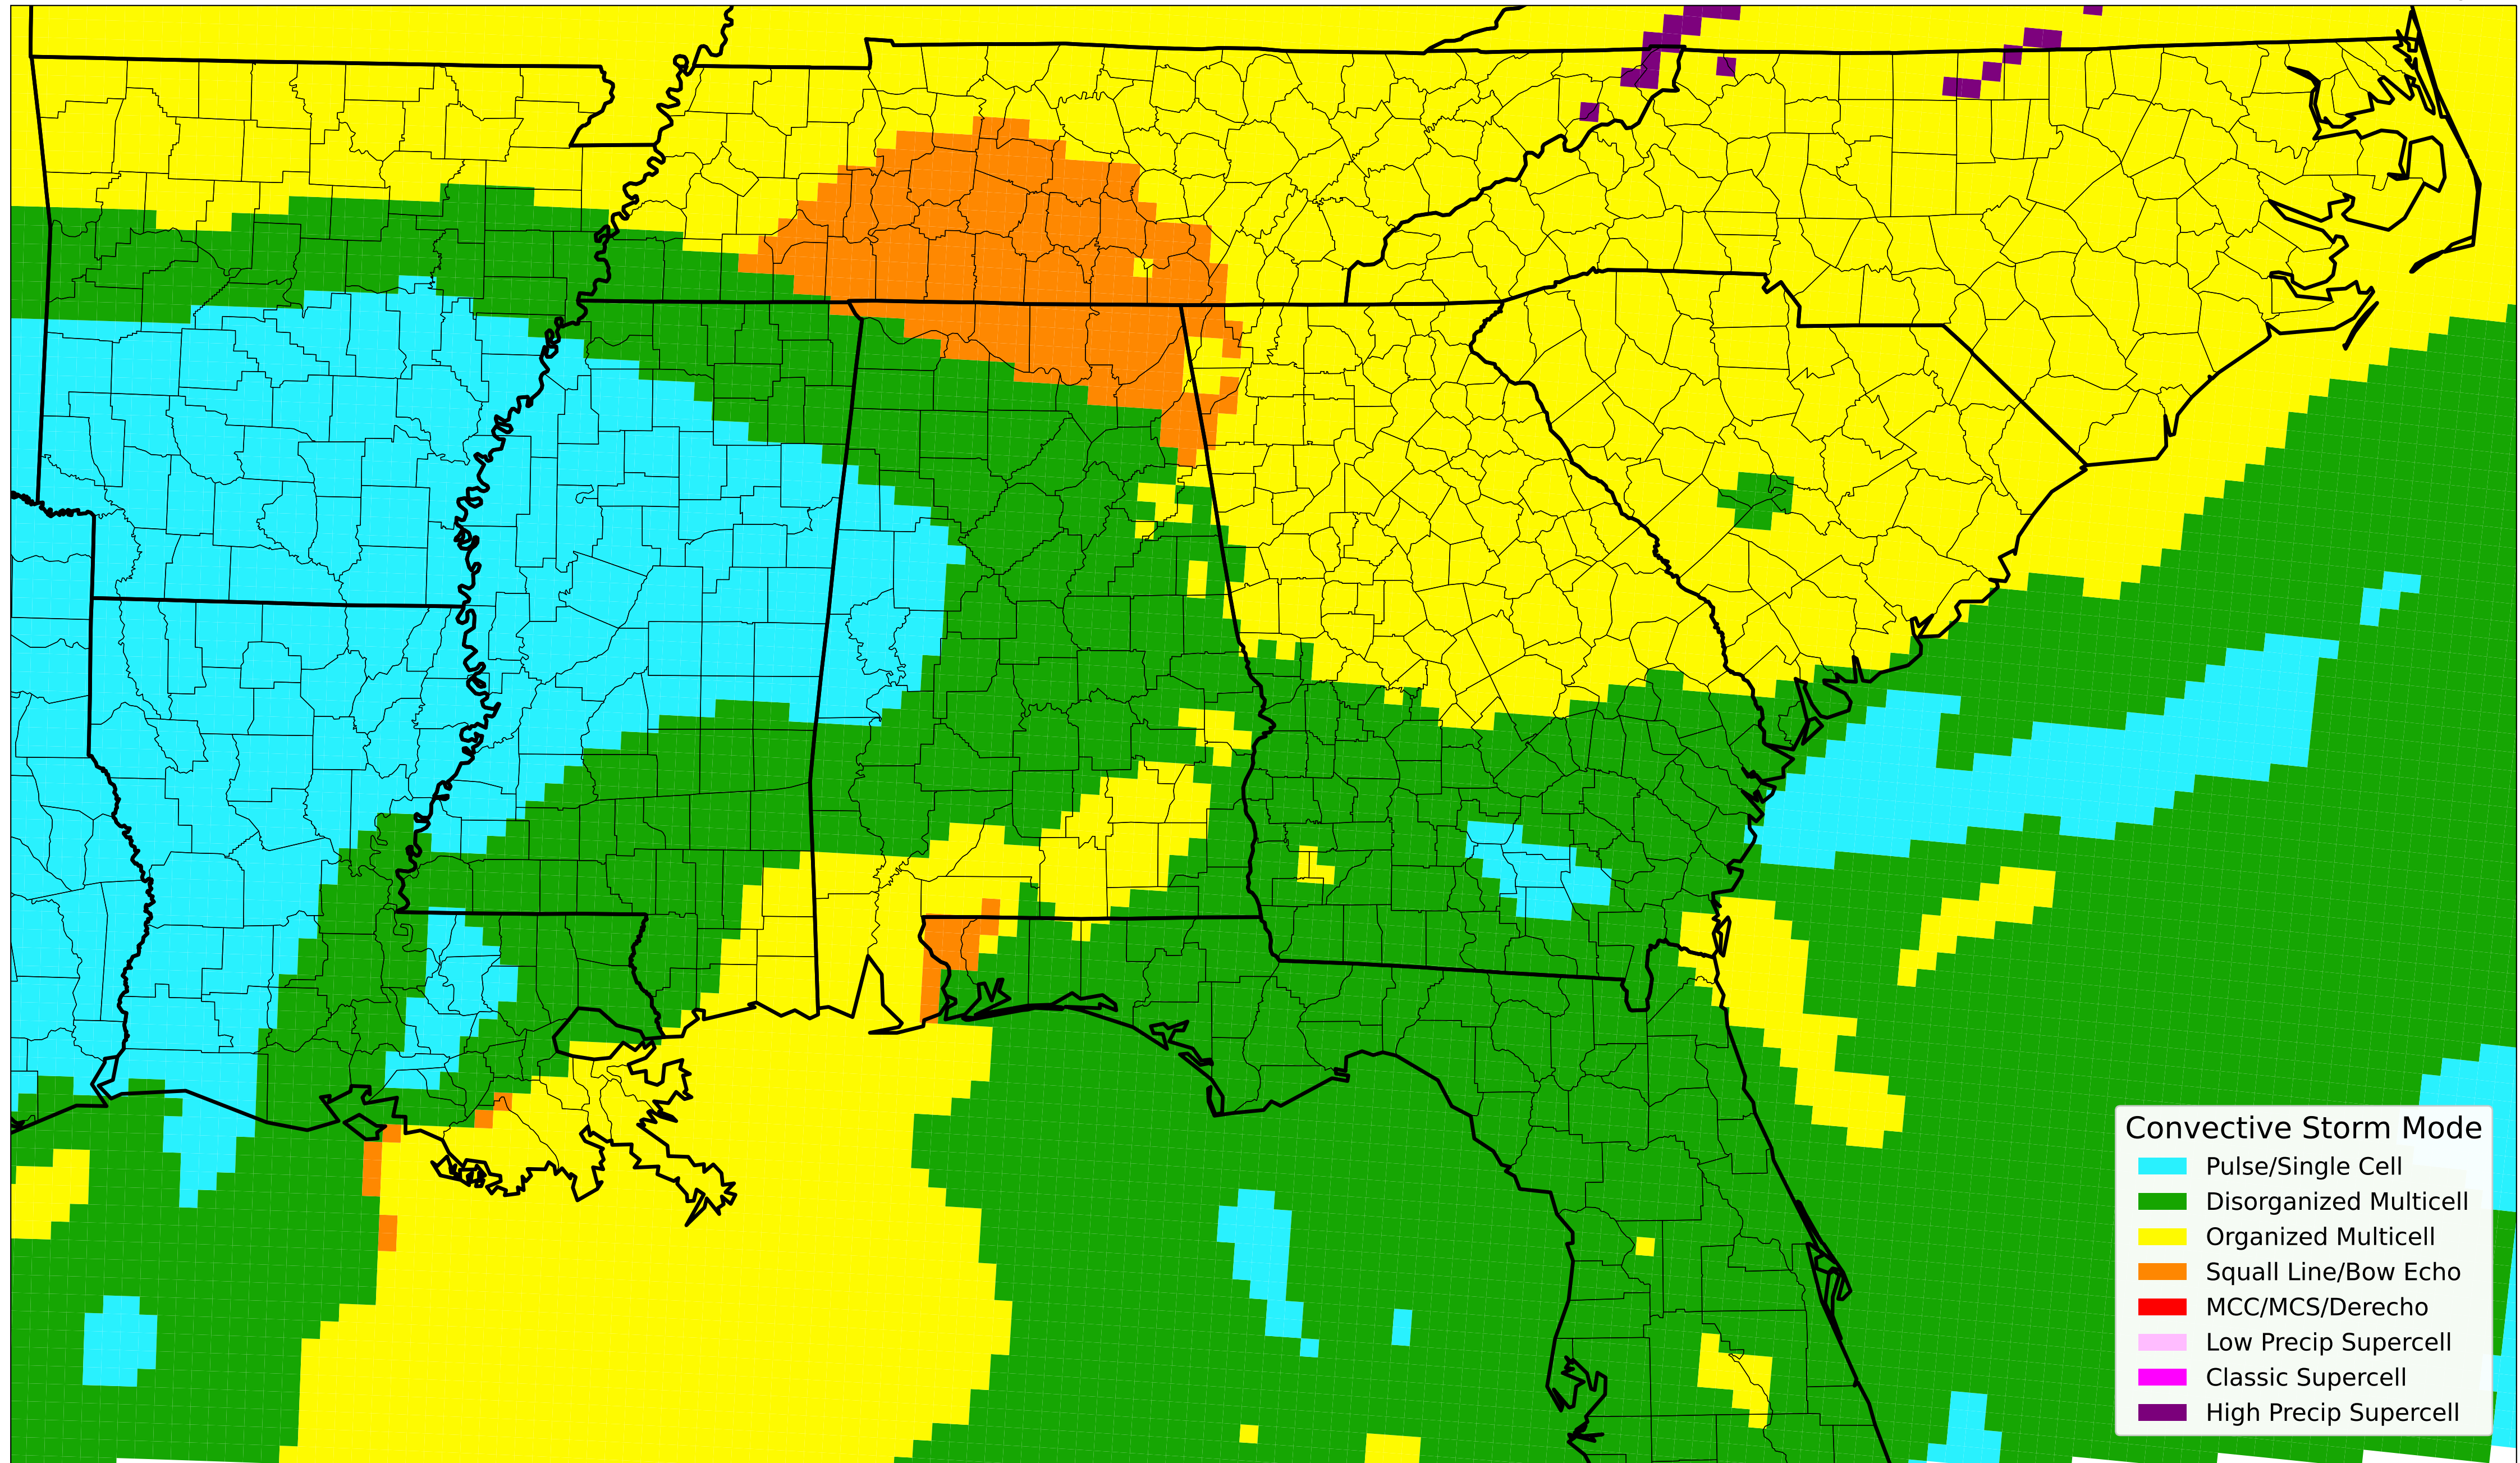 Convective Storm Mode
Pulse/Single Cell
Disorganized Multicell
Organized Multicell
Squall Line/Bow Echo
MCC/MCS/Derecho
Low Precip Supercell
Classic Supercell
High Precip Supercell